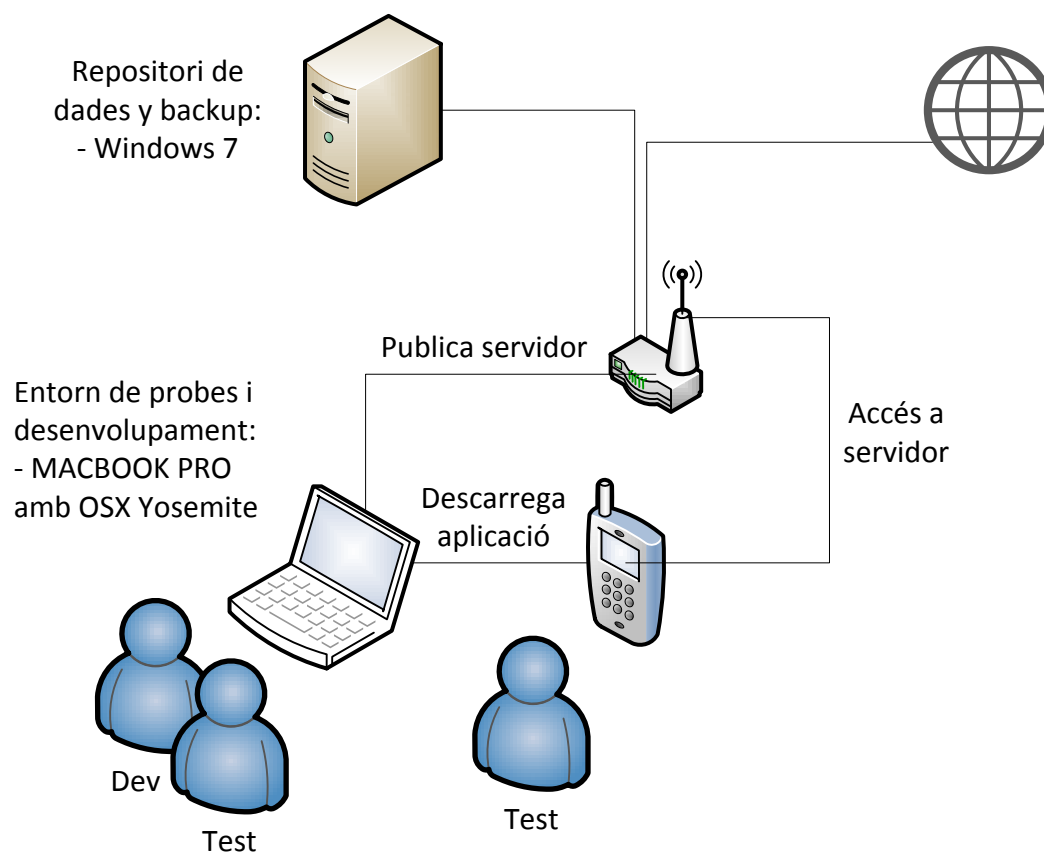 Repositori de
dades y backup:
- Windows 7
Publica servidor
Entorn de probes i
desenvolupament:
- MACBOOK PRO
amb OSX Yosemite
Accés a
servidor
Descarrega
aplicació
Dev
Test
Test